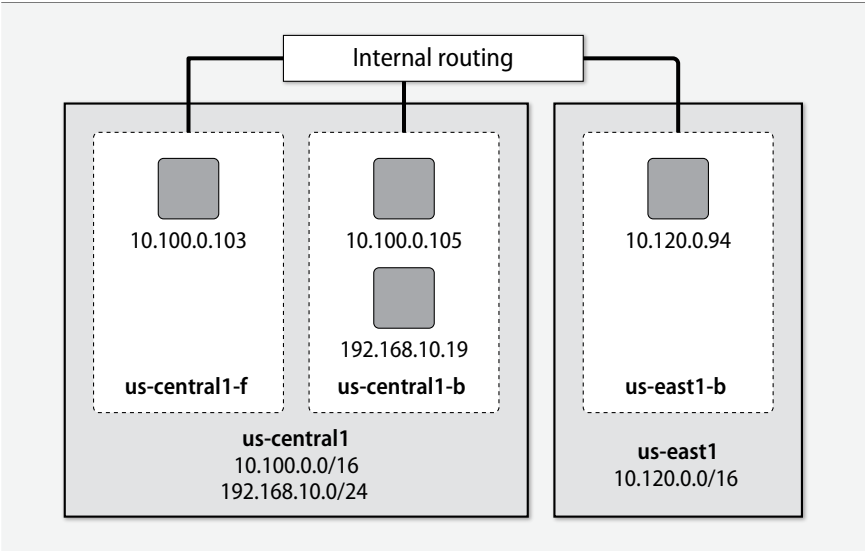 Internal routing
10.100.0.103
10.100.0.105
192.168.10.19
10.120.0.94
us-central1-f
us-central1-b
us-east1-b
us-central1
10.100.0.0/16
192.168.10.0/24
us-east1
10.120.0.0/16